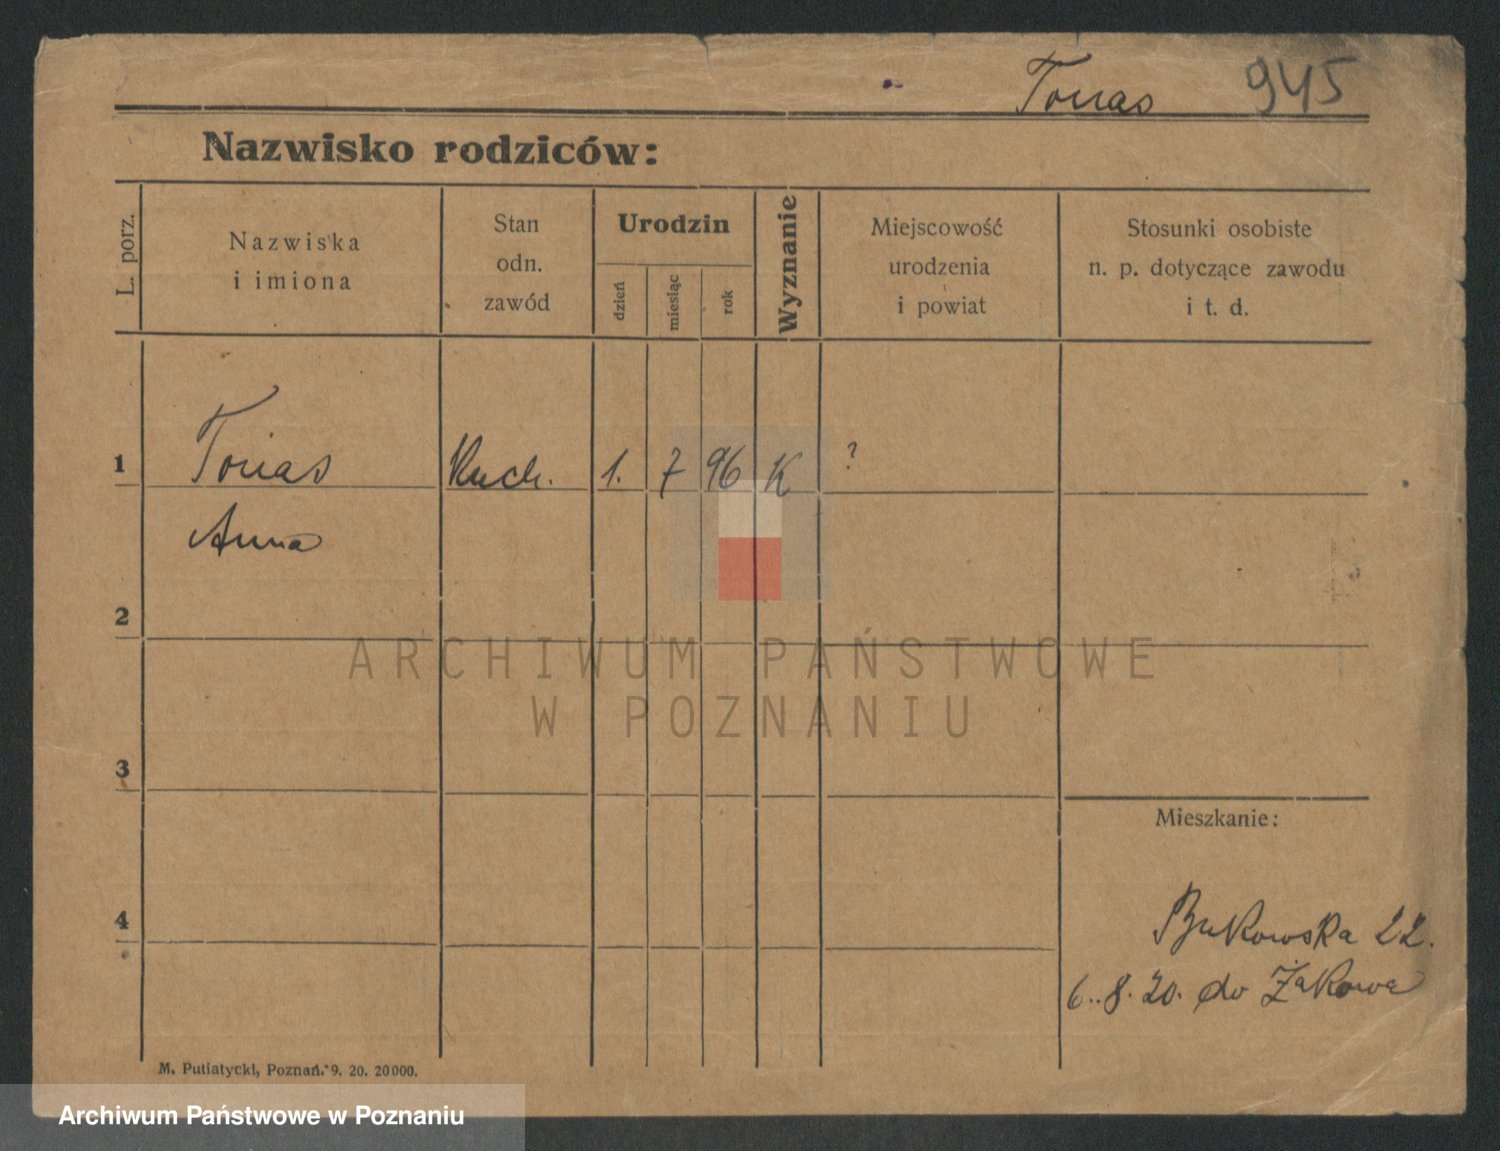 Tonas 945
Nazwisko rodziców:
L. porz.
Nazwiska
i imiona
Stan
odn.
zawód
Urodzin
dzień
miesiąc
rok
Wyznanie
Miejscowość
urodzenia
i powiat
Stosunki osobiste
n. p. dotyczące zawodu
i t. d.
1 Tonas Kuch. 1. 7 96 K ?
Anna
2
ARCHIWUM PAŃSTWOWE
W POZNANIU
3
Mieszkanie:
4
Bukowska 22.
6..8.20. do Żakowa
M. Putiatycki, Poznań. 9. 20. 20000.
Archiwum Państwowe w Poznaniu